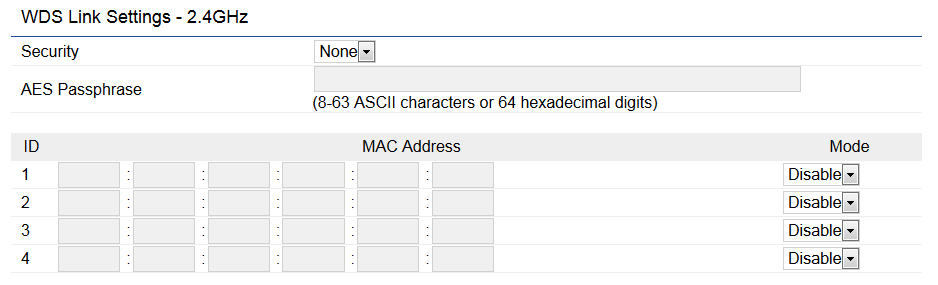 WDS Link Settings - 2.4GHz
Security None
AES Passphrase
(8-63 ASCII characters or 64 hexadecimal digits)
ID MAC Address Mode
1 : : : : : Disable
2 : : : : : Disable
3 : : : : : Disable
4 : : : : : Disable